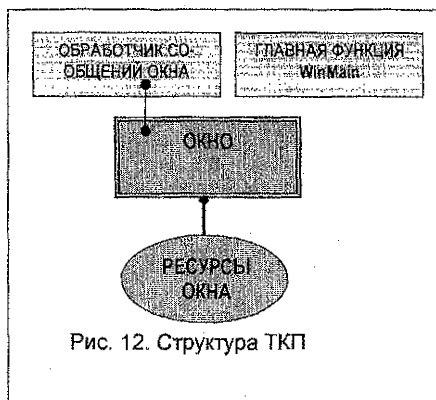 ОБРАБОТЧИК СО-
ОБЩЕНИЙ ОКНА
ГЛАВНАЯ ФУНКЦИЯ
WinMain
ОКНО
РЕСУРСЫ
ОКНА
Рис. 12. Структура ТКП